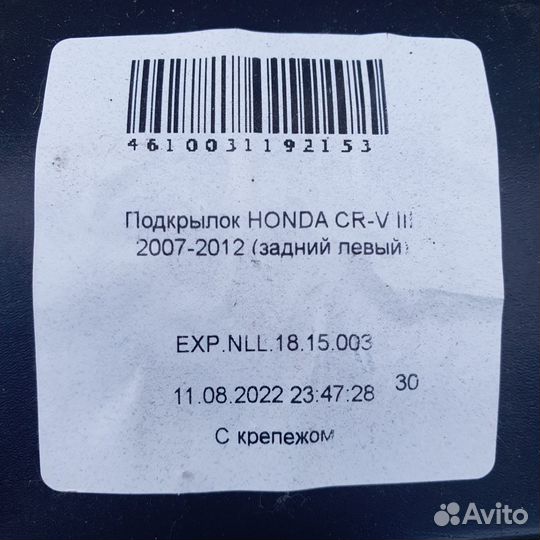 4610031192153
Подкрылок HONDA CR-V III
2007-2012 (задний левый)
EXP.NLL.18.15.003
11.08.2022 23:47:28 30
С крепежом
Avito